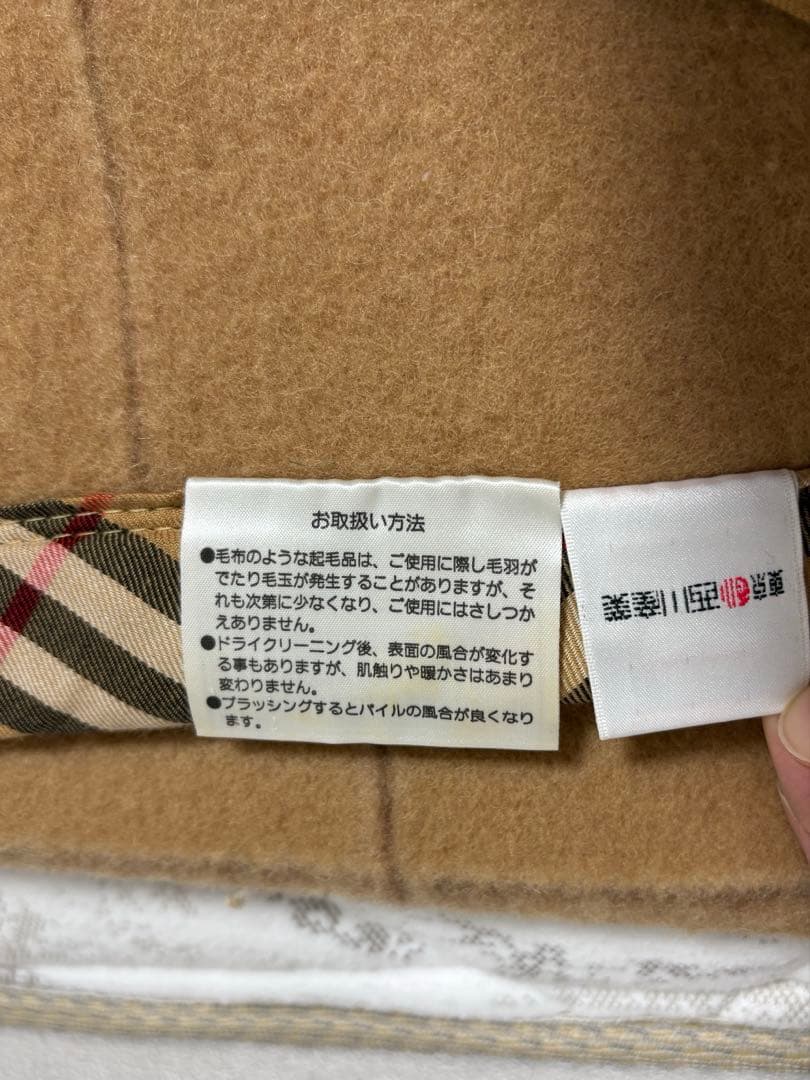 お取扱い方法
●毛布のような起毛品は、ご使用に際し毛羽が
でたり毛玉が発生することがありますが、そ
れも次第に少なくなり、ご使用にはさしつか
えありません。
●ドライクリーニング後、表面の風合が変化す
る事もありますが、肌触りや暖かさはあまり
変わりません。
●ブラッシングするとパイルの風合が良くなり
ます。
東京西川産業